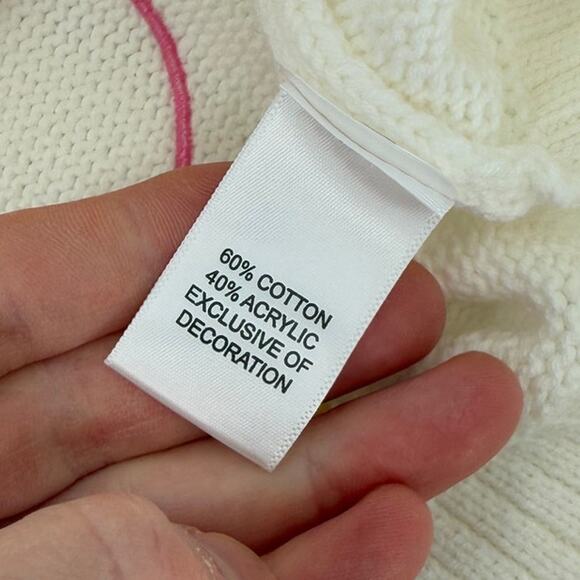 60% COTTON
40% ACRYLIC
EXCLUSIVE OF
DECORATION